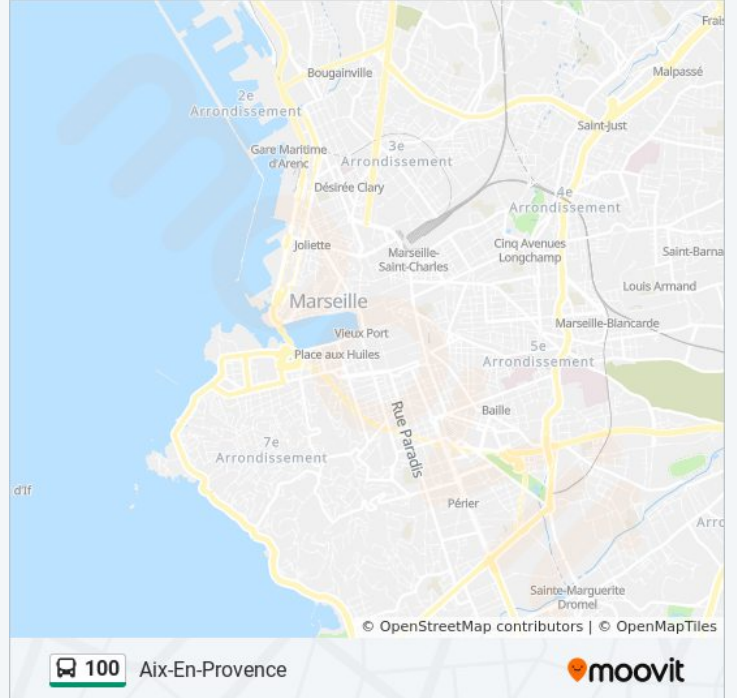 Frais
Bougainville
Malpassé
2e
Arrondissement
Saint-Just
Gare Maritime
d'Arenc
3e
Arrondissement
Désirée Clary
4e
Arrondissement
Joliette
Marseille-
Saint-Charles
Cinq Avenues
Longchamp
Saint-Barna
Louis Armand
Marseille
Marseille-Blancarde
Vieux Port
Place aux Huiles
5e
Arrondissement
Rue Paradis
Baille
7e
Arrondissement
d'If
Périer
Arro
Sainte-Marguerite
Dromel
© OpenStreetMap contributors | © OpenMapTiles
100 Aix-En-Provence
moovit